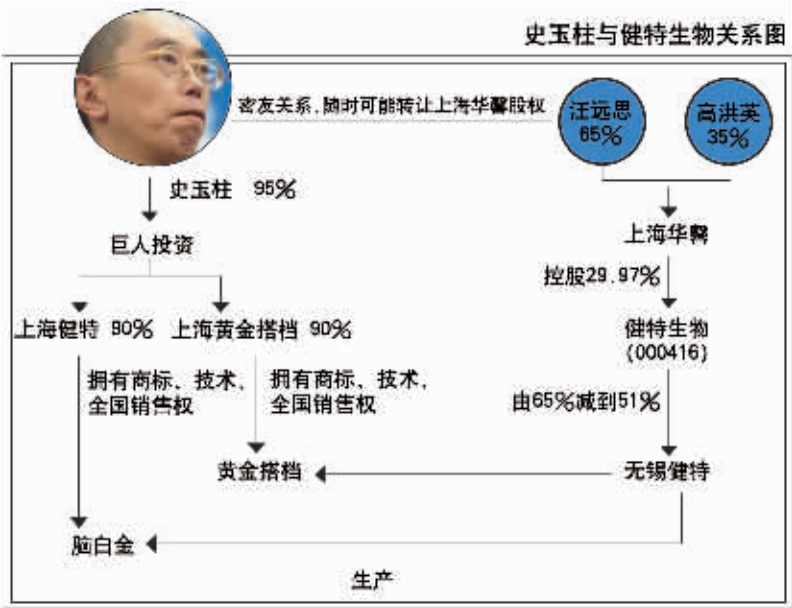 史玉柱与健特生物关系图
密友关系,随时可能转让上海华馨股权
汪远思
65%
高洪英
35%
史玉柱 95%
巨人投资
上海华馨
控股29.97%
上海健特 90%
上海黄金搭档 90%
健特生物
(000416)
拥有商标、技术、
全国销售权
拥有商标、技术、
全国销售权
由65%减到51%
黄金搭档
无锡健特
脑白金
生产